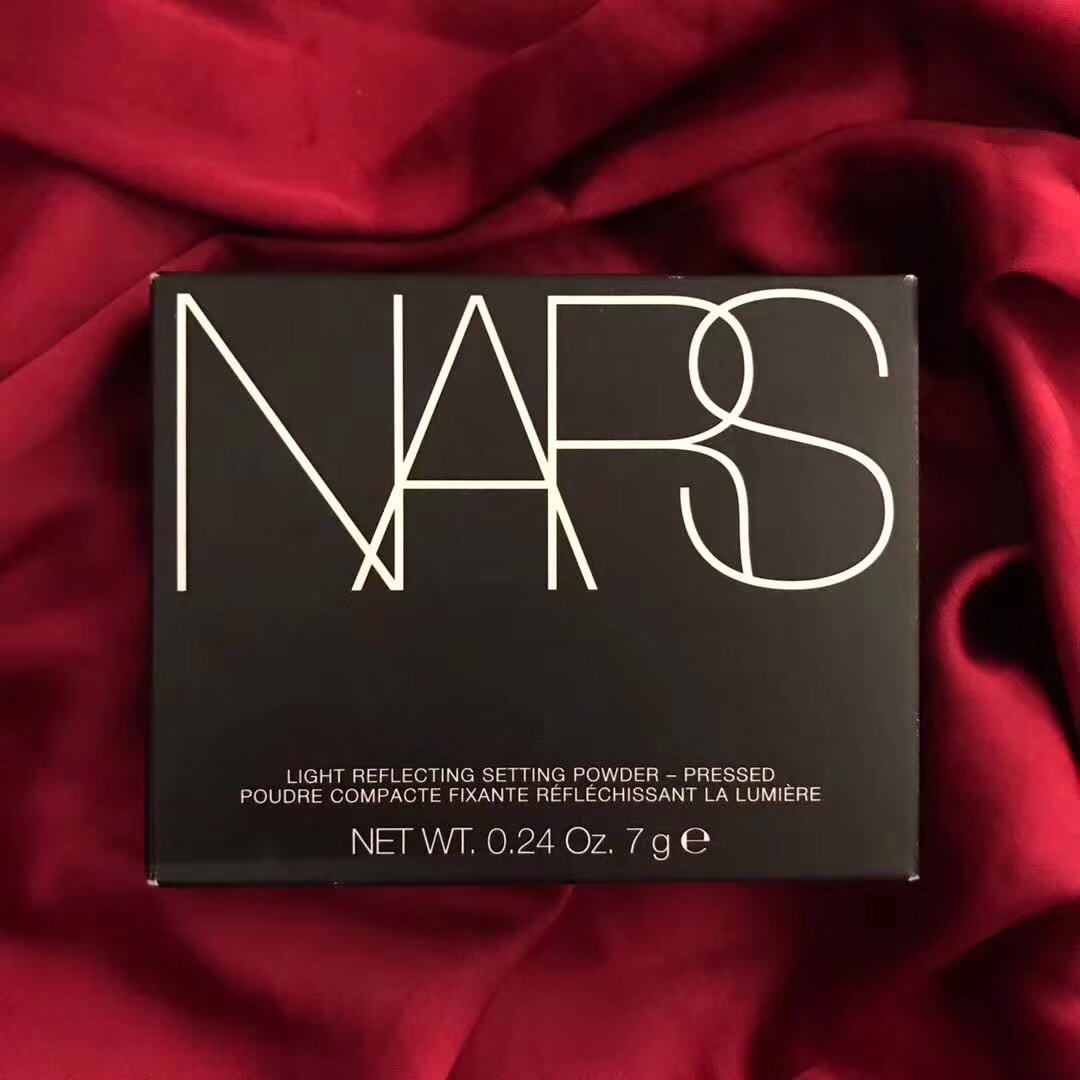 NARS
LIGHT REFLECTING SETTING POWDER – PRESSED
POUDRE COMPACTE FIXANTE RÉFLÉCHISSANT LA LUMIÈRE
NET WT. 0.24 Oz. 7 g ℮